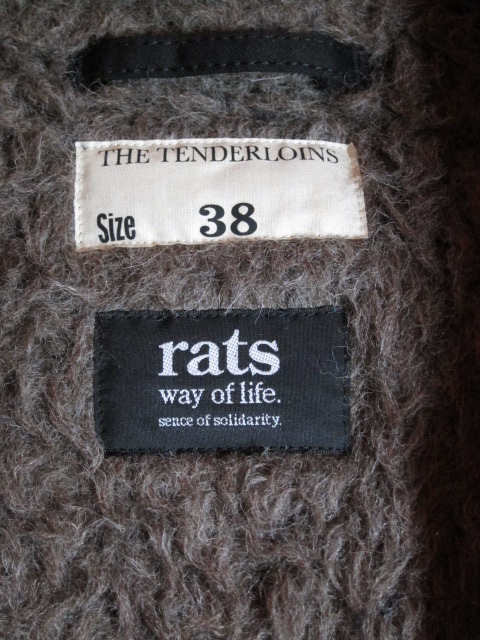 THE TENDERLOINS
Size 38
rats
way of life.
sence of solidarity.